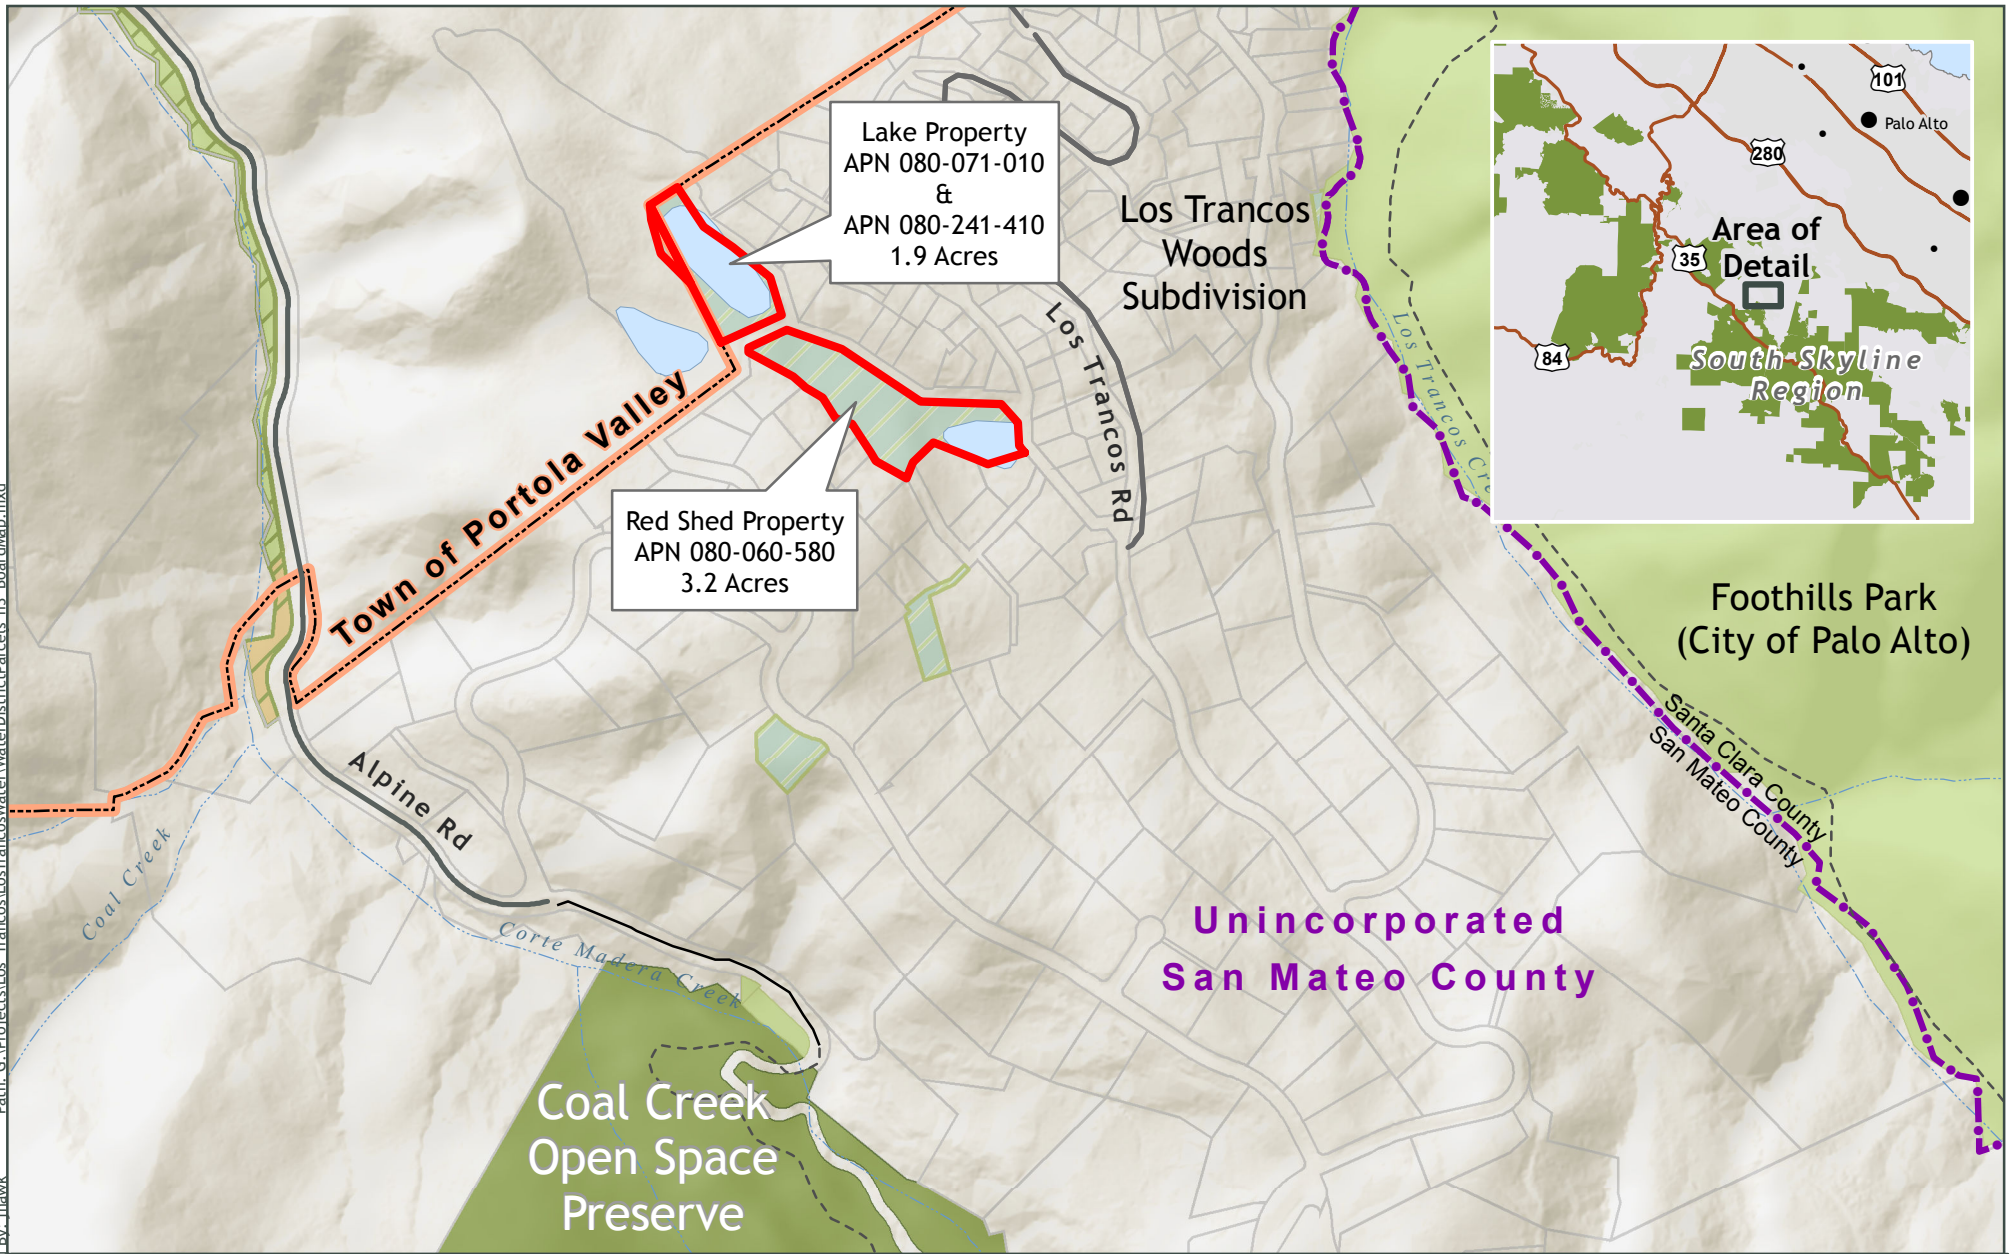 Lake Property
APN 080-071-010
&
APN 080-241-410
1.9 Acres
Los Trancos
Woods
Subdivision
Los Trancos Rd
Los Trancos
Town of Portola Valley
Red Shed Property
APN 080-060-580
3.2 Acres
101
Palo Alto
280
Area of
Detail
35
84
South Skyline
Region
Foothills Park
(City of Palo Alto)
Santa Clara County
San Mateo County
Alpine Rd
Coal Creek
Corte Madera Creek
Unincorporated
San Mateo County
Coal Creek
Open Space
Preserve